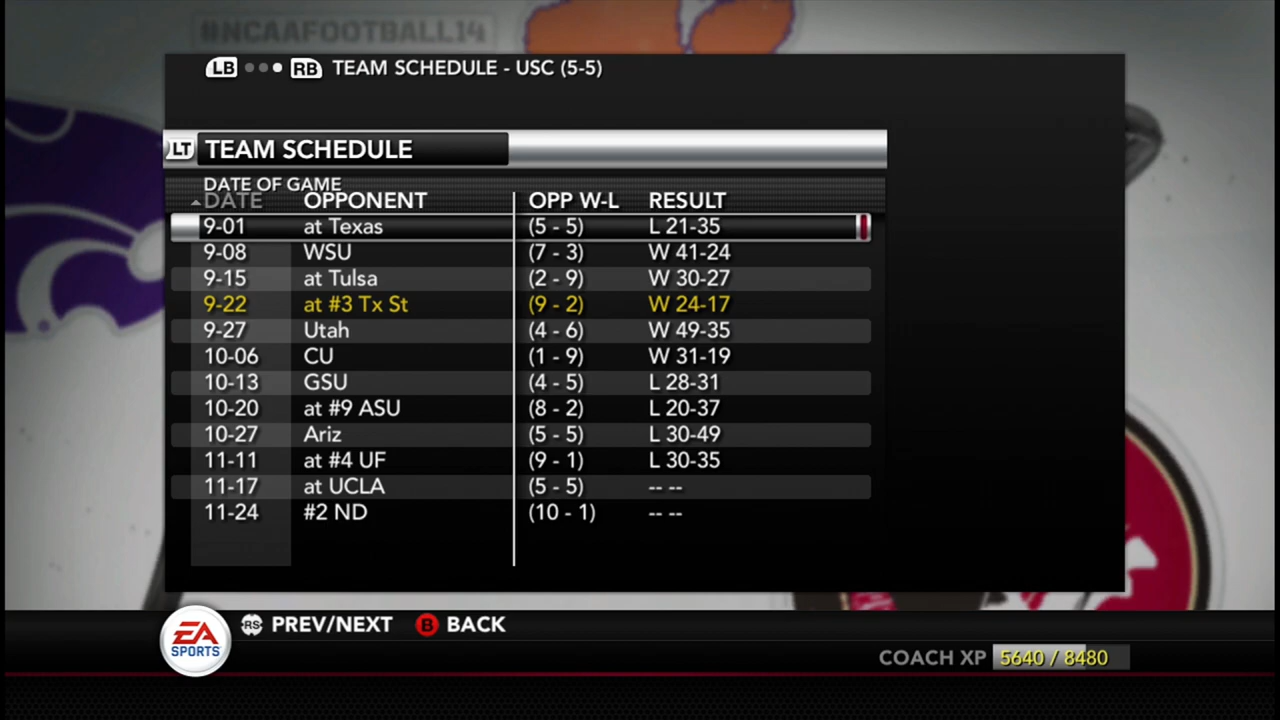 #NCAAFOOTBALL14
LB RB TEAM SCHEDULE - USC (5-5)
LT TEAM SCHEDULE
DATE OF GAME
DATE OPPONENT OPP W-L RESULT
9-01 at Texas (5 - 5) L 21-35
9-08 WSU (7 - 3) W 41-24
9-15 at Tulsa (2 - 9) W 30-27
9-22 at #3 Tx St (9 - 2) W 24-17
9-27 Utah (4 - 6) W 49-35
10-06 CU (1 - 9) W 31-19
10-13 GSU (4 - 5) L 28-31
10-20 at #9 ASU (8 - 2) L 20-37
10-27 Ariz (5 - 5) L 30-49
11-11 at #4 UF (9 - 1) L 30-35
11-17 at UCLA (5 - 5) -- --
11-24 #2 ND (10 - 1) -- --
EA SPORTS
RS PREV/NEXT B BACK
COACH XP 5640 / 8480